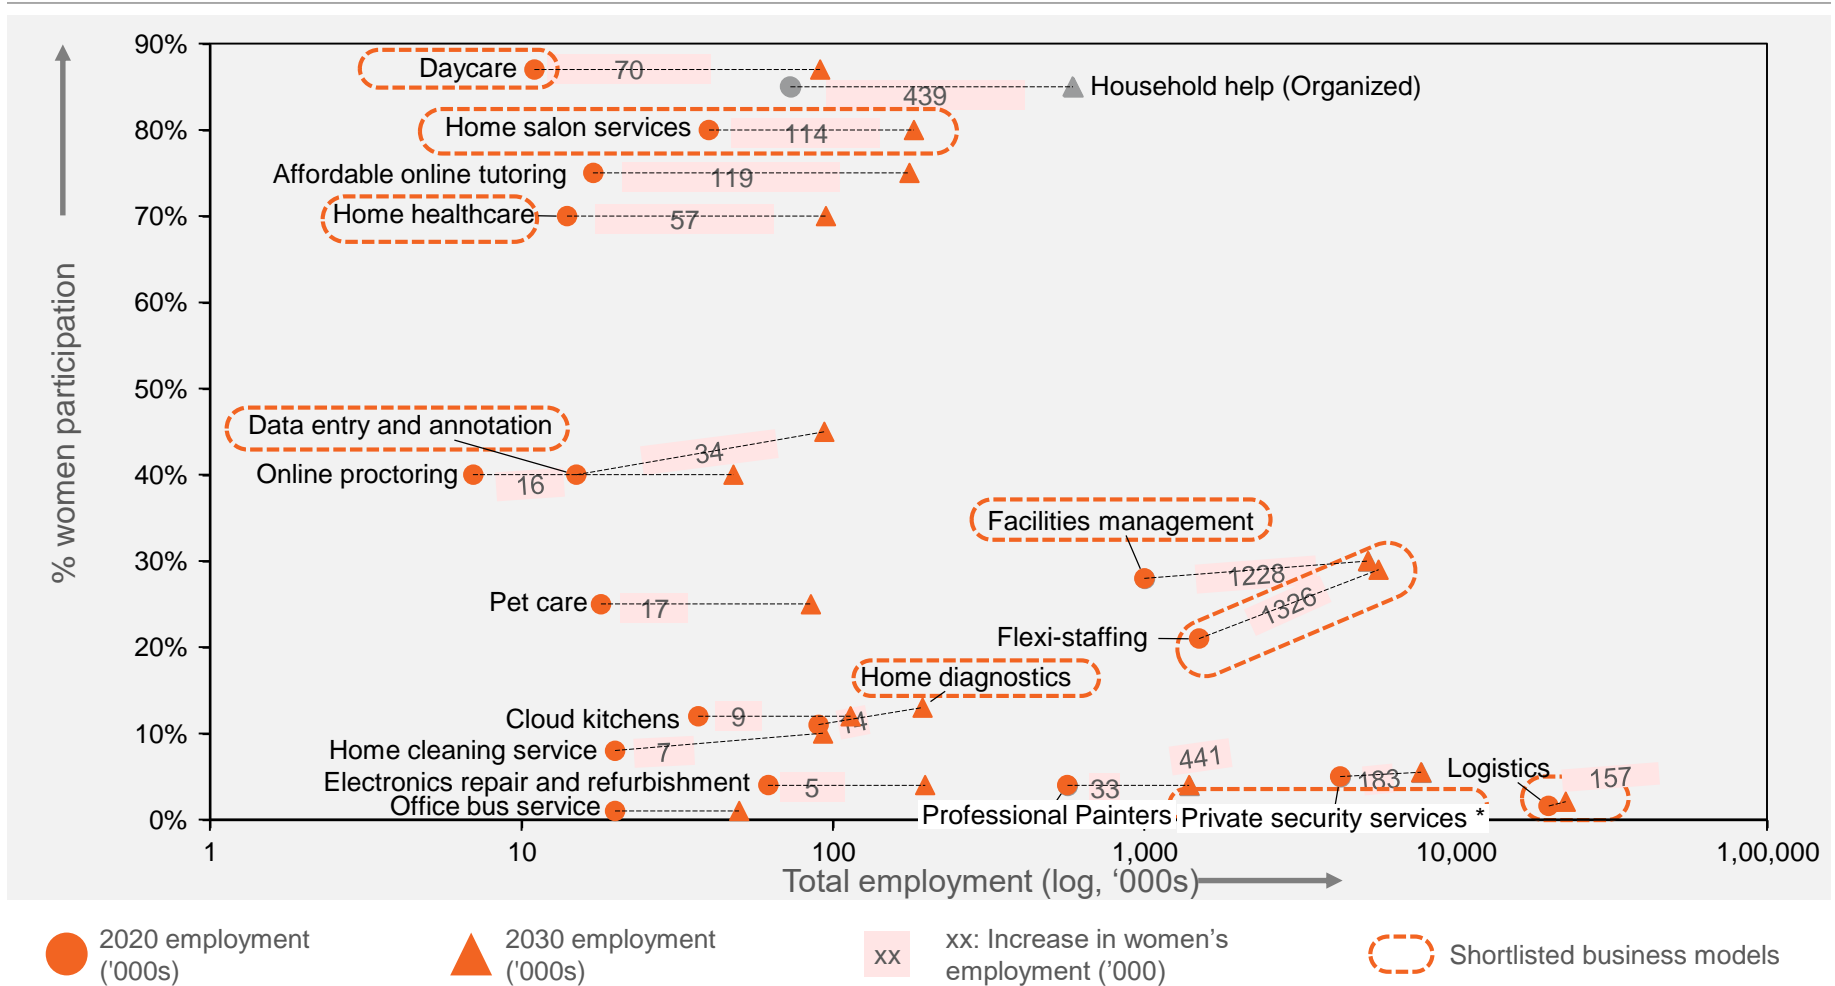 90%
Daycare
70
Household help (Organized)
439
80%
Home salon services
114
Affordable online tutoring
119
70%
Home healthcare
57
60%
% women participation
50%
Data entry and annotation
34
40%
Online proctoring
16
Facilities management
30%
1228
Pet care
17
1326
20%
Flexi-staffing
Home diagnostics
Cloud kitchens
9
14
10%
Home cleaning service
7
441
Logistics
157
Electronics repair and refurbishment
5
33
183
Office bus service
0%
Professional Painters
Private security services *
1
10
100
1,000
10,000
1,00,000
Total employment (log, ‘000s)
2020 employment
('000s)
2030 employment
('000s)
xx
xx: Increase in women’s
employment (’000)
Shortlisted business models